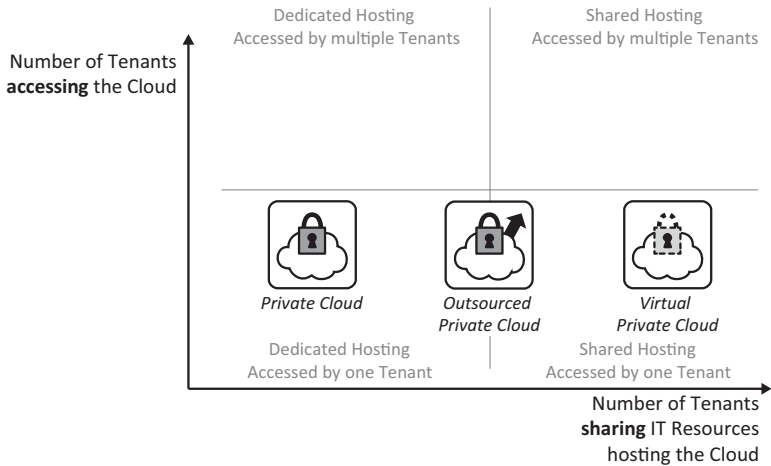 Dedicated Hosting
Accessed by multiple Tenants
Shared Hosting
Accessed by multiple Tenants
Number of Tenants
accessing the Cloud
Private Cloud
Outsourced
Private Cloud
Virtual
Private Cloud
Dedicated Hosting
Accessed by one Tenant
Shared Hosting
Accessed by one Tenant
Number of Tenants
sharing IT Resources
hosting the Cloud